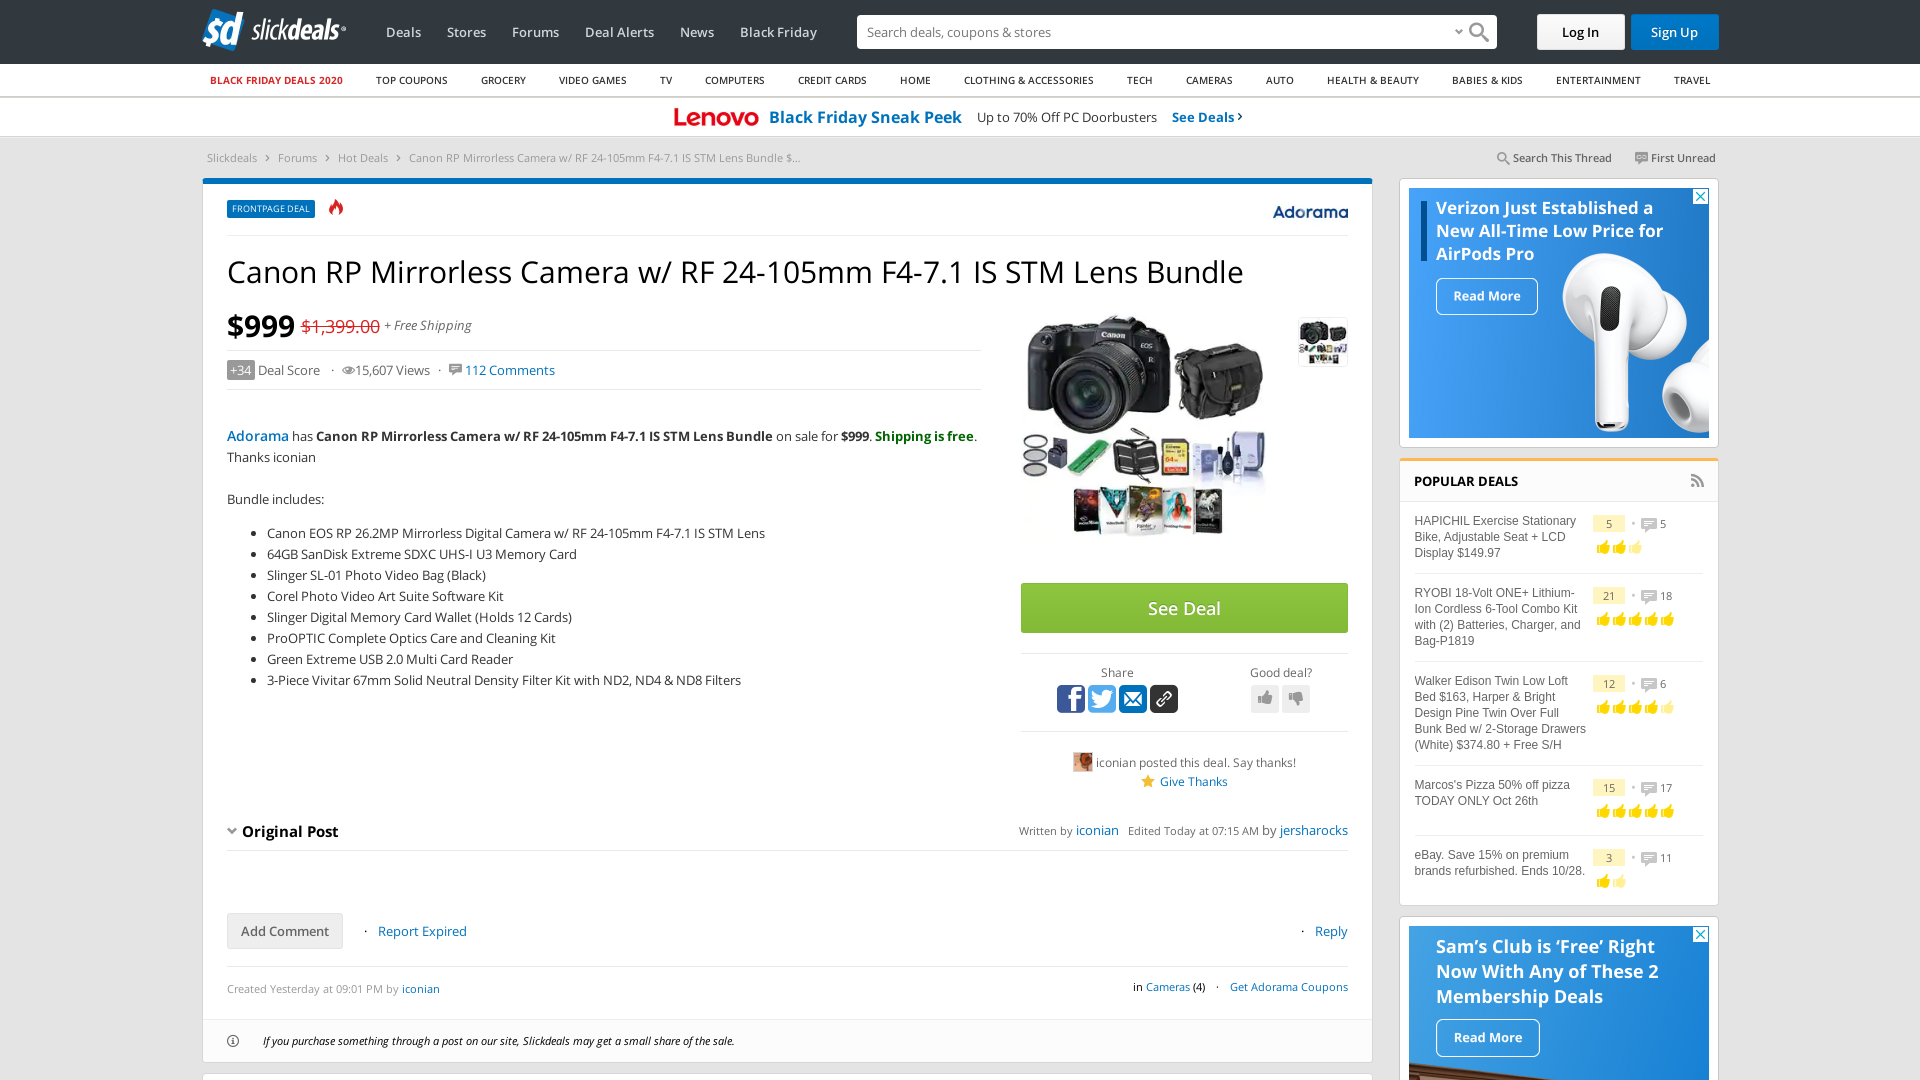 sd slickdeals
Deals
Stores
Forums
Deal Alerts
News
Black Friday
Search deals, coupons & stores
Log In
Sign Up
BLACK FRIDAY DEALS 2020
TOP COUPONS
GROCERY
VIDEO GAMES
TV
COMPUTERS
CREDIT CARDS
HOME
CLOTHING & ACCESSORIES
TECH
CAMERAS
AUTO
HEALTH & BEAUTY
BABIES & KIDS
ENTERTAINMENT
TRAVEL
Lenovo Black Friday Sneak Peek Up to 70% Off PC Doorbusters See Deals ›
Slickdeals › Forums › Hot Deals › Canon RP Mirrorless Camera w/ RF 24-105mm F4-7.1 IS STM Lens Bundle $...
Search This Thread
First Unread
FRONTPAGE DEAL
Adorama
Canon RP Mirrorless Camera w/ RF 24-105mm F4-7.1 IS STM Lens Bundle
$999 $1,399.00 + Free Shipping
+34 Deal Score · 15,607 Views · 112 Comments
Adorama has Canon RP Mirrorless Camera w/ RF 24-105mm F4-7.1 IS STM Lens Bundle on sale for $999. Shipping is free.
Thanks iconian
Bundle includes:
• Canon EOS RP 26.2MP Mirrorless Digital Camera w/ RF 24-105mm F4-7.1 IS STM Lens
• 64GB SanDisk Extreme SDXC UHS-I U3 Memory Card
• Slinger SL-01 Photo Video Bag (Black)
• Corel Photo Video Art Suite Software Kit
• Slinger Digital Memory Card Wallet (Holds 12 Cards)
• ProOPTIC Complete Optics Care and Cleaning Kit
• Green Extreme USB 2.0 Multi Card Reader
• 3-Piece Vivitar 67mm Solid Neutral Density Filter Kit with ND2, ND4 & ND8 Filters
Canon
EOS
R
See Deal
Share
Good deal?
iconian posted this deal. Say thanks!
Give Thanks
Original Post
Written by iconian Edited Today at 07:15 AM by jersharocks
Add Comment
· Report Expired
· Reply
Created Yesterday at 09:01 PM by iconian
in Cameras (4) · Get Adorama Coupons
If you purchase something through a post on our site, Slickdeals may get a small share of the sale.
Verizon Just Established a
New All-Time Low Price for
AirPods Pro
Read More
POPULAR DEALS
HAPICHIL Exercise Stationary
Bike, Adjustable Seat + LCD
Display $149.97
5 • 5
RYOBI 18-Volt ONE+ Lithium-
Ion Cordless 6-Tool Combo Kit
with (2) Batteries, Charger, and
Bag-P1819
21 • 18
Walker Edison Twin Low Loft
Bed $163, Harper & Bright
Design Pine Twin Over Full
Bunk Bed w/ 2-Storage Drawers
(White) $374.80 + Free S/H
12 • 6
Marcos's Pizza 50% off pizza
TODAY ONLY Oct 26th
15 • 17
eBay. Save 15% on premium
brands refurbished. Ends 10/28.
3 • 11
Sam's Club is 'Free' Right
Now With Any of These 2
Membership Deals
Read More